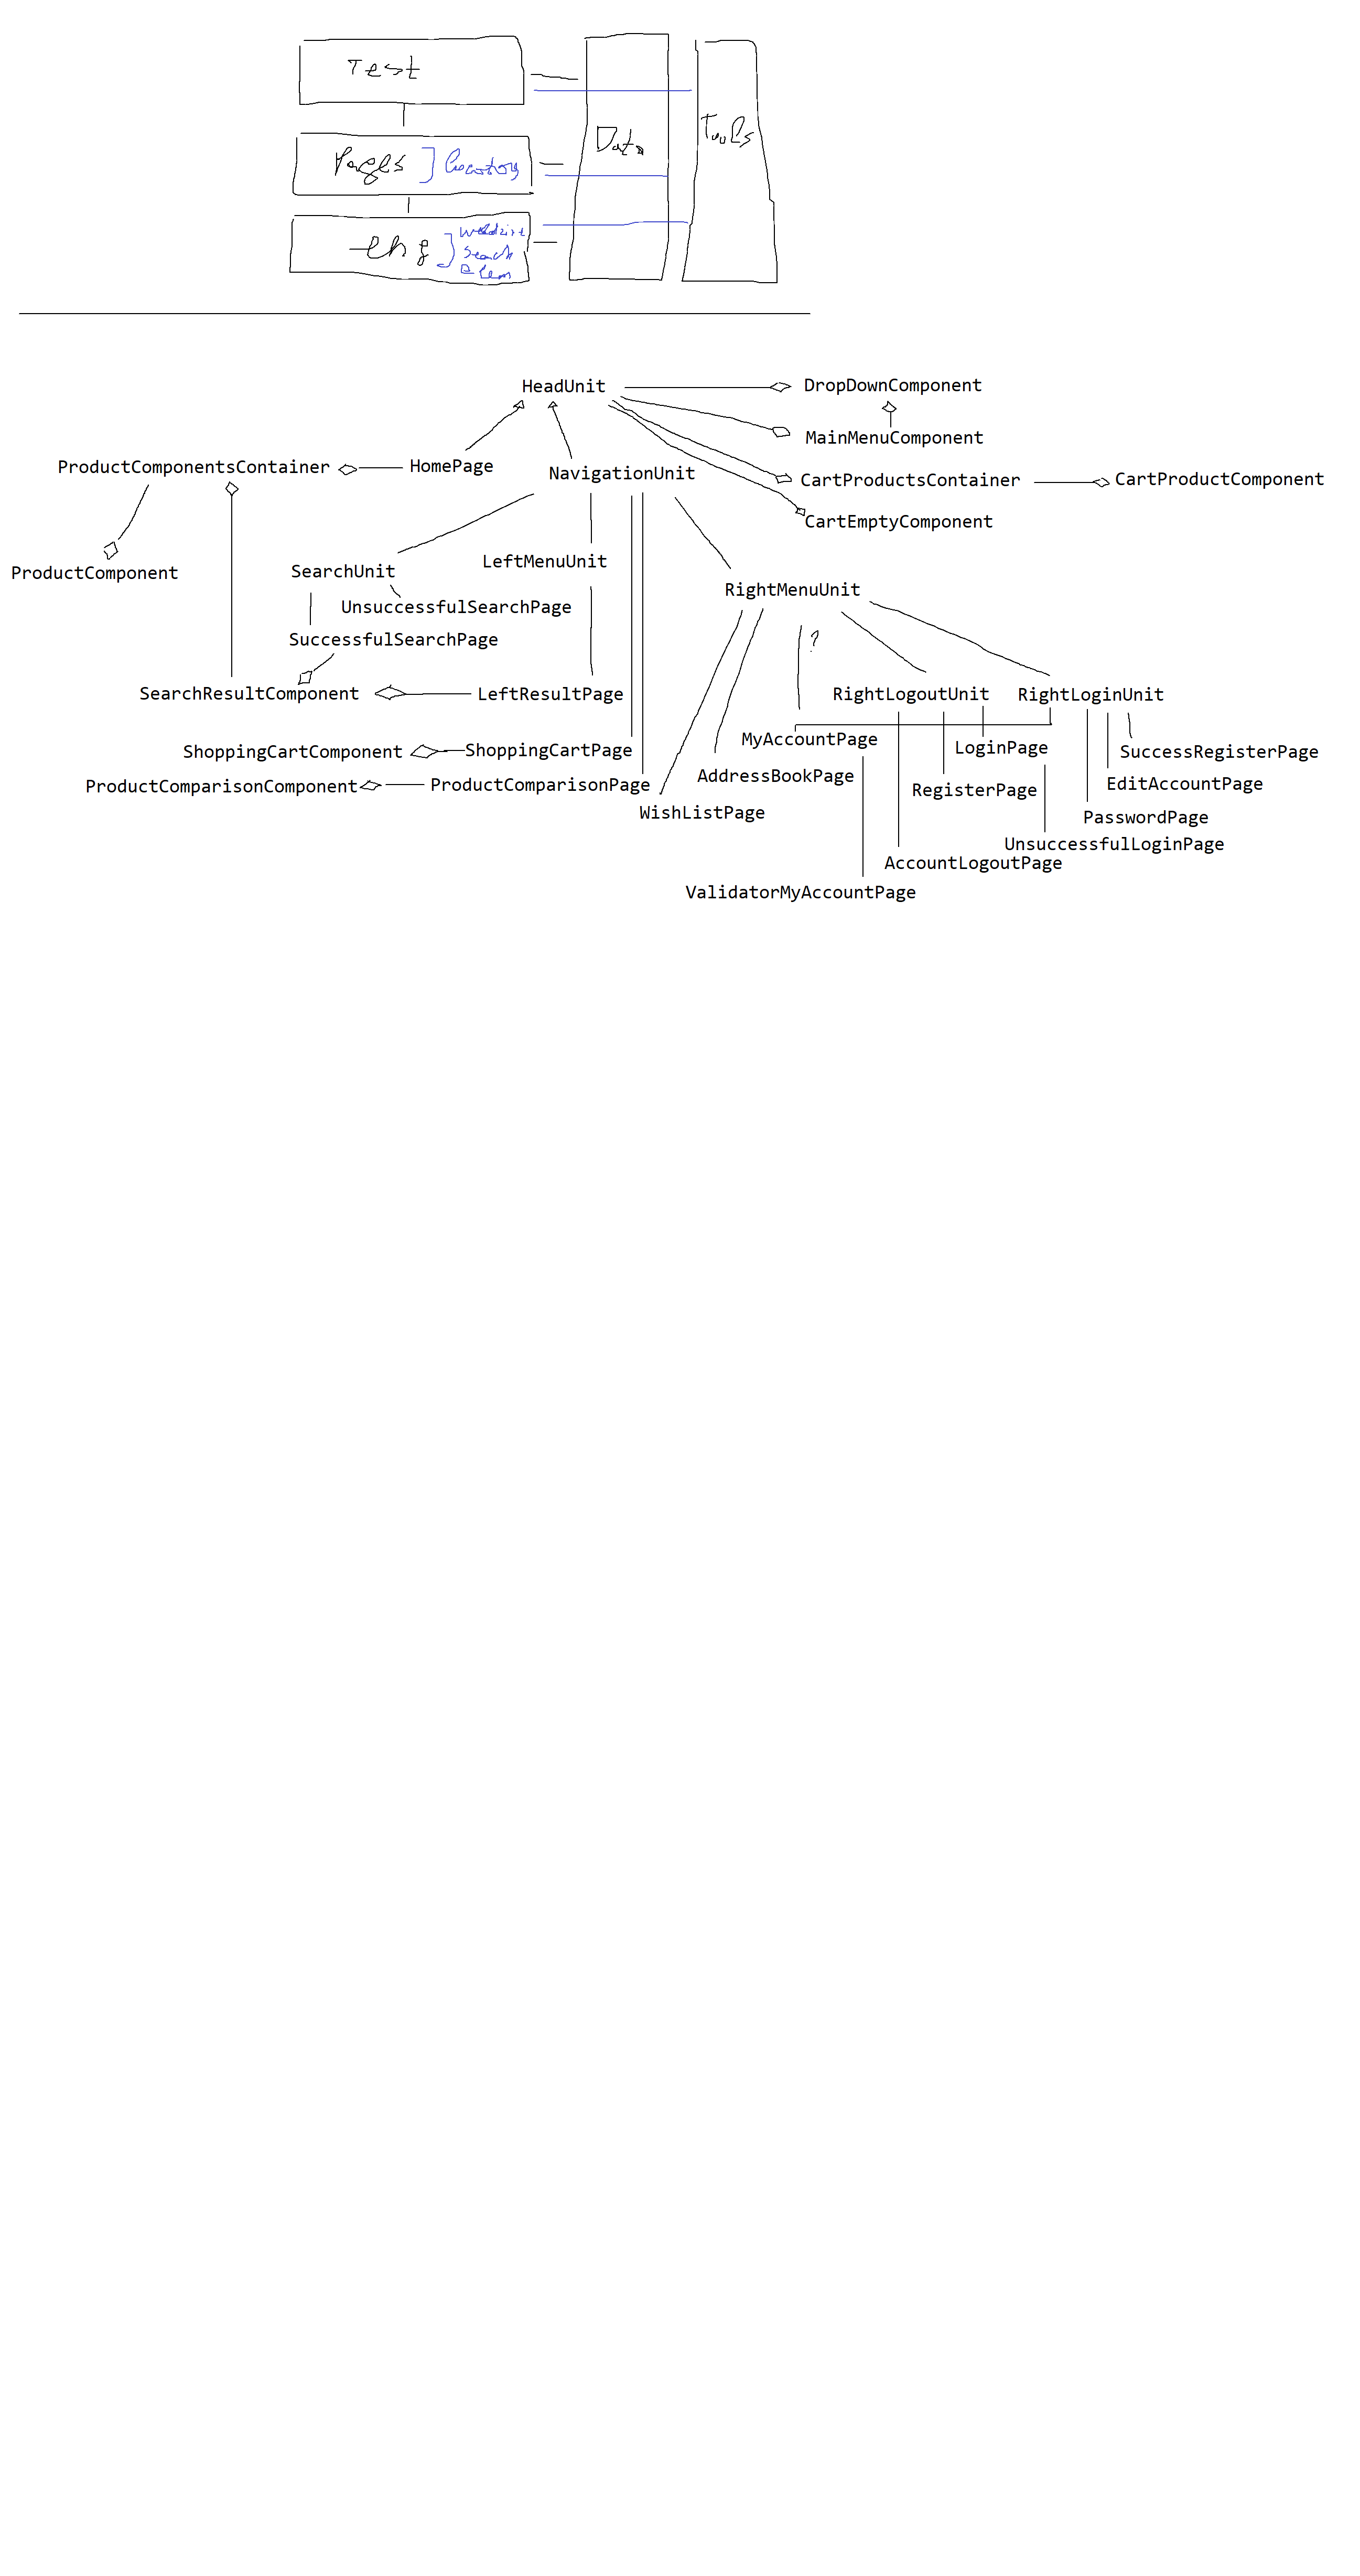 Test
Data
Tools
Pages
Eng
Search
Elem
HeadUnit
DropDownComponent
MainMenuComponent
ProductComponentsContainer
HomePage
NavigationUnit
CartProductsContainer
CartProductComponent
CartEmptyComponent
ProductComponent
SearchUnit
LeftMenuUnit
RightMenuUnit
UnsuccessfulSearchPage
SuccessfulSearchPage
?
SearchResultComponent
LeftResultPage
RightLogoutUnit
RightLoginUnit
ShoppingCartComponent
ShoppingCartPage
MyAccountPage
LoginPage
SuccessRegisterPage
ProductComparisonComponent
ProductComparisonPage
AddressBookPage
RegisterPage
EditAccountPage
WishListPage
PasswordPage
UnsuccessfulLoginPage
AccountLogoutPage
ValidatorMyAccountPage